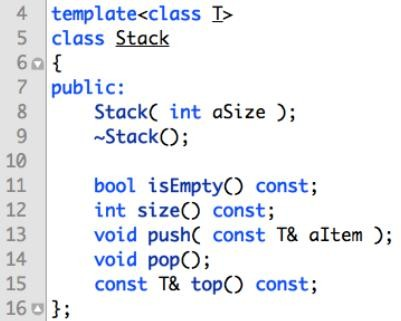 4 template<class T>
5 class Stack
6 {
7 public:
8 Stack( int aSize );
9 ~Stack();
10
11 bool isEmpty() const;
12 int size() const;
13 void push( const T& aItem );
14 void pop();
15 const T& top() const;
16 };